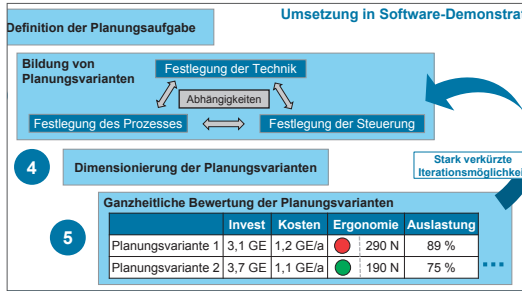 Umsetzung in Software-Demonstrat
Definition der Planungsaufgabe
Bildung von
Planungsvarianten
Festlegung der Technik
Abhängigkeiten
Festlegung des Prozesses
Festlegung der Steuerung
4
Dimensionierung der Planungsvarianten
Stark verkürzte
Iterationsmöglichkei
5
Ganzheitliche Bewertung der Planungsvarianten
Invest Kosten Ergonomie Auslastung
Planungsvariante 1 3,1 GE 1,2 GE/a 290 N 89 %
Planungsvariante 2 3,7 GE 1,1 GE/a 190 N 75 %
...